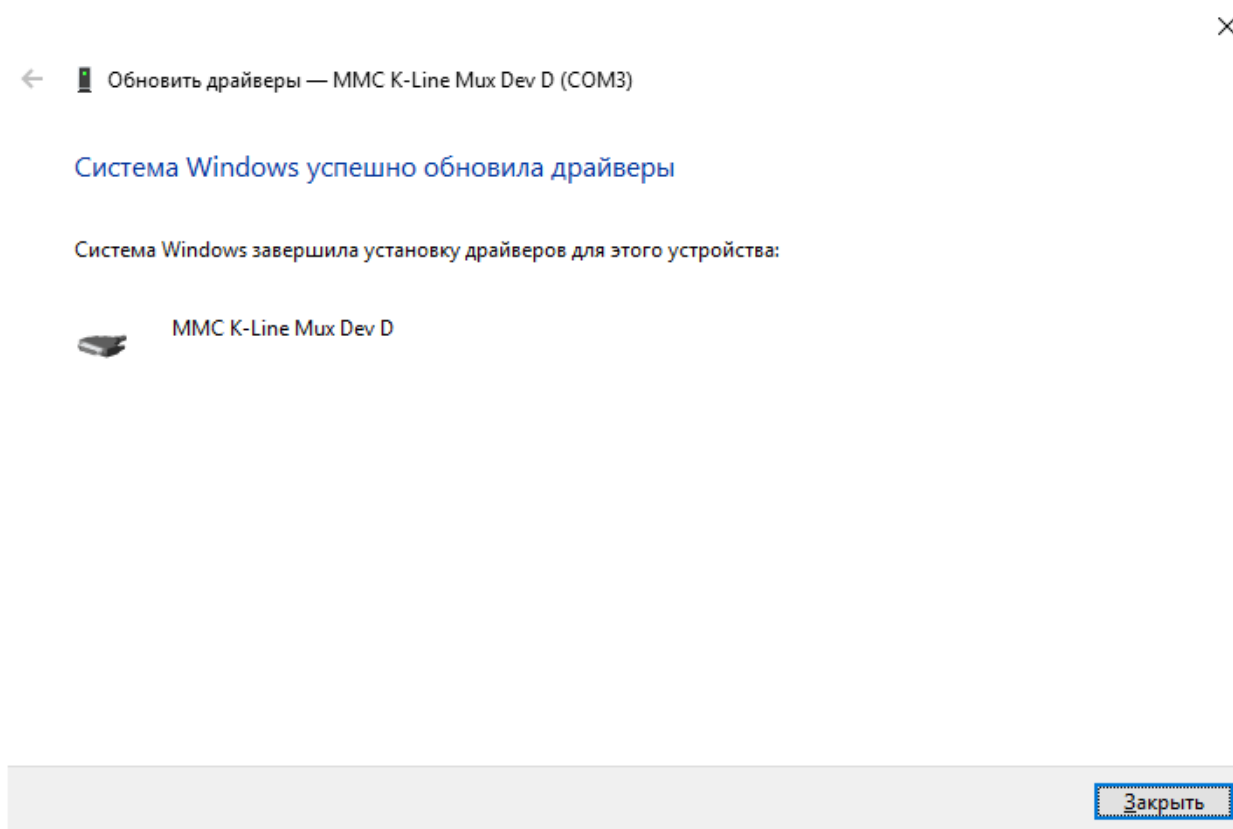 Обновить драйверы — MMC K-Line Mux Dev D (COM3)
Система Windows успешно обновила драйверы
Система Windows завершила установку драйверов для этого устройства:
MMC K-Line Mux Dev D
Закрыть